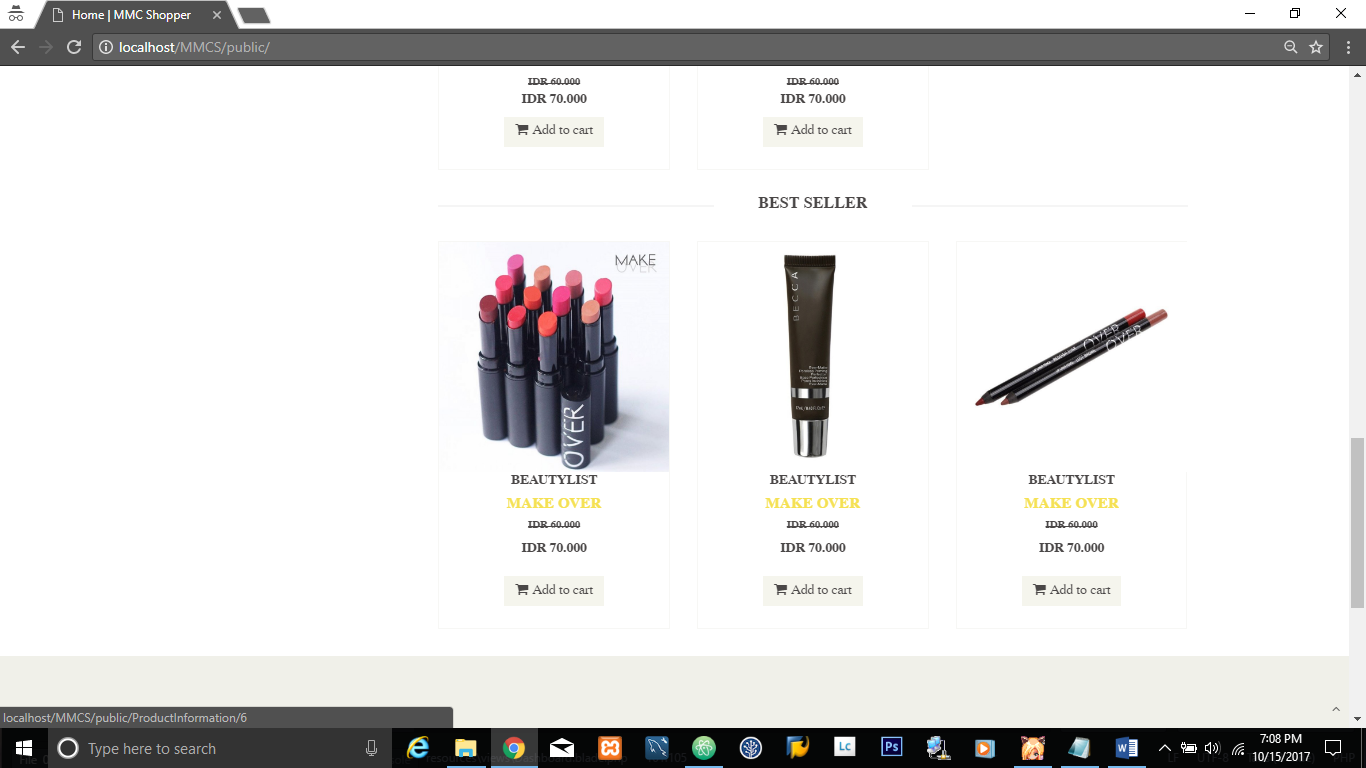 Home | MMC Shopper
localhost/MMCS/public/
IDR 60.000
IDR 60.000
IDR 70.000
IDR 70.000
Add to cart
Add to cart
BEST SELLER
MAKE
OVER
OVER
BECCA
OVER
OVER
BEAUTYLIST
BEAUTYLIST
BEAUTYLIST
MAKE OVER
MAKE OVER
MAKE OVER
IDR 60.000
IDR 60.000
IDR 60.000
IDR 70.000
IDR 70.000
IDR 70.000
Add to cart
Add to cart
Add to cart
localhost/MMCS/public/ProductInformation/6
Type here to search
Lc
Ps
7:08 PM
10/15/2017